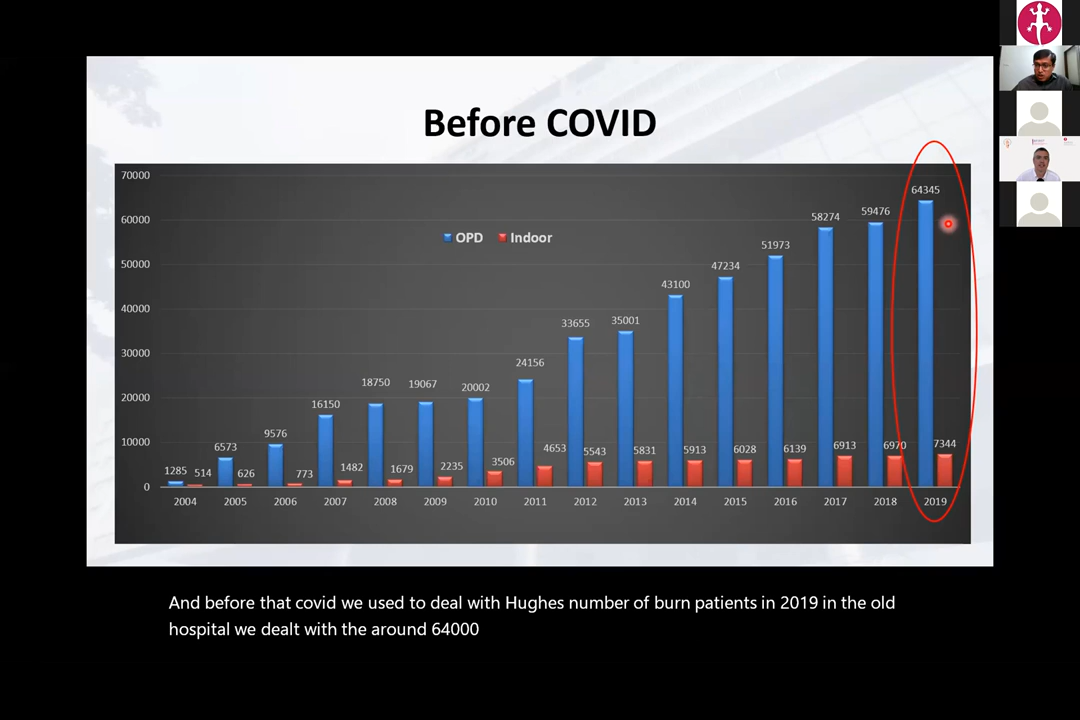 Before COVID
70000
60000
50000
40000
30000
20000
10000
0
OPD Indoor
1285 514 6573 626 9576 773 16150 1482 18750 1679 19067 2235 20002 3506 24156 4653 33655 5543 35001 5831 43100 5913 47234 6028 51973 6139 58274 6913 59476 6970 64345 7344
2004 2005 2006 2007 2008 2009 2010 2011 2012 2013 2014 2015 2016 2017 2018 2019
And before that covid we used to deal with Hughes number of burn patients in 2019 in the old
hospital we dealt with the around 64000